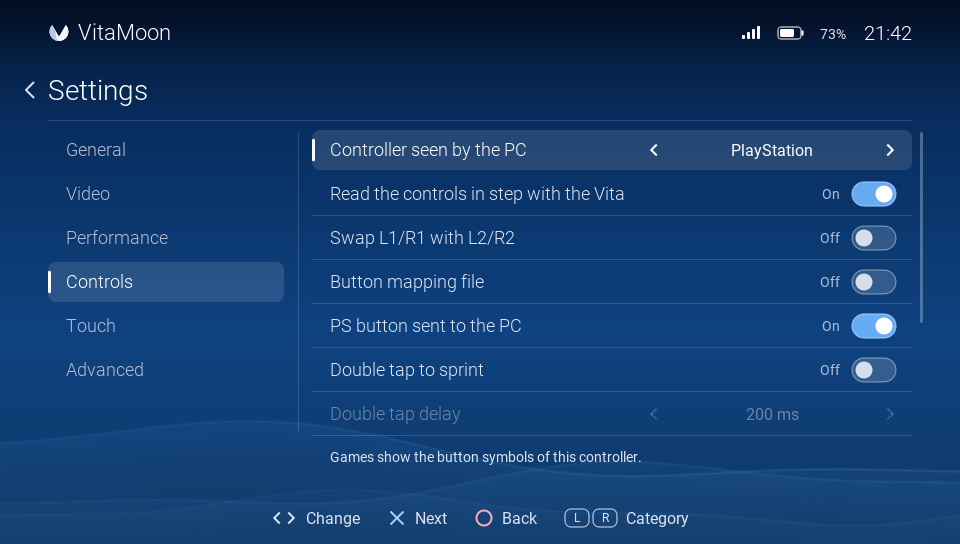 VitaMoon
73%
21:42
Settings
General
Video
Performance
Controls
Touch
Advanced
Controller seen by the PC
PlayStation
Read the controls in step with the Vita
On
Swap L1/R1 with L2/R2
Off
Button mapping file
Off
PS button sent to the PC
On
Double tap to sprint
Off
Double tap delay
200 ms
Games show the button symbols of this controller.
Change
Next
Back
L R Category